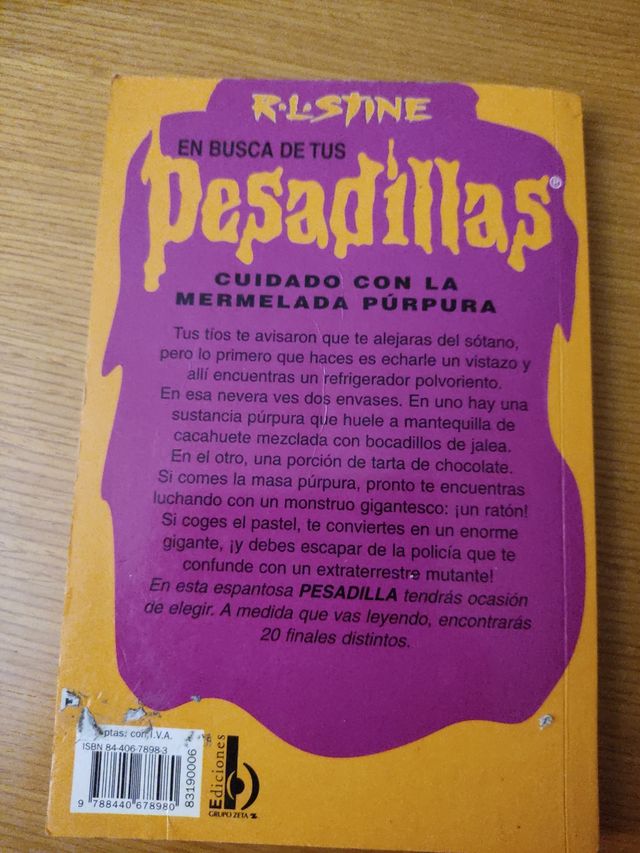 R.L.STINE
EN BUSCA DE TUS
Pesadillas®
CUIDADO CON LA
MERMELADA PÚRPURA
Tus tíos te avisaron que te alejaras del sótano,
pero lo primero que haces es echarle un vistazo y
allí encuentras un refrigerador polvoriento.
En esa nevera ves dos envases. En uno hay una
sustancia púrpura que huele a mantequilla de
cacahuete mezclada con bocadillos de jalea.
En el otro, una porción de tarta de chocolate.
Si comes la masa púrpura, pronto te encuentras
luchando con un monstruo gigantesco: ¡un ratón!
Si coges el pastel, te conviertes en un enorme
gigante, ¡y debes escapar de la policía que te
confunde con un extraterrestre mutante!
En esta espantosa PESADILLA tendrás ocasión
de elegir. A medida que vas leyendo, encontrarás
20 finales distintos.
ptas: con I.V.A.
ISBN 84-406-7898-3
9 788440 678980
83190006
Ediciones b
GRUPO ZETA